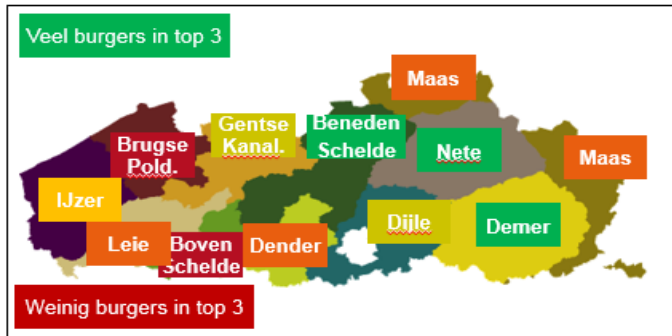 Veel burgers in top 3
Maas
Gentse
Kanal.
Beneden
Schelde
Brugse
Pold.
Nete
Maas
IJzer
Dijle
Demer
Leie
Boven
Schelde
Dender
Weinig burgers in top 3